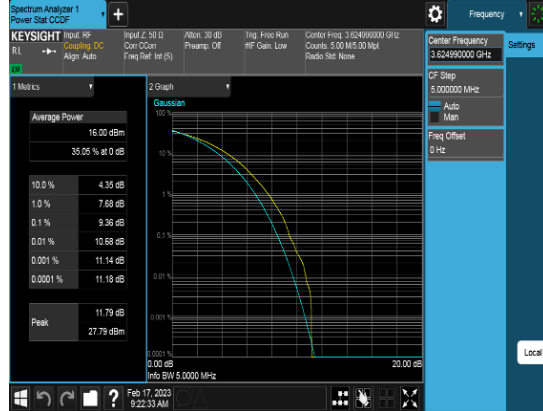 Spectrum Analyzer 1
Power Stat CCDF
+
Frequency
KEYSIGHT
RL
Input: RF
Coupling: DC
Align: Auto
Input Z: 50 Ω
Corr CCorr
Freq Ref: Int (S)
Atten: 30 dB
Preamp: Off
Trig: Free Run
#IF Gain: Low
Center Freq: 3.624990000 GHz
Counts: 5.00 M/5.00 Mpt
Radio Std: None
Center Frequency
3.624990000 GHz
Settings
CF Step
5.000000 MHz
Auto
Man
Freq Offset
0 Hz
1 Metrics
2 Graph
Gaussian
Average Power
16.00 dBm
35.05 % at 0 dB
10.0 % 4.35 dB
1.0 % 7.68 dB
0.1 % 9.36 dB
0.01 % 10.68 dB
0.001 % 11.14 dB
0.0001 % 11.18 dB
Peak
11.79 dB
27.79 dBm
100 %
10 %
1 %
0.1 %
0.01 %
0.001 %
0.0001 %
0.00 dB
20.00 dB
Info BW 5.0000 MHz
Local
?
Feb 17, 2023
9:22:33 AM